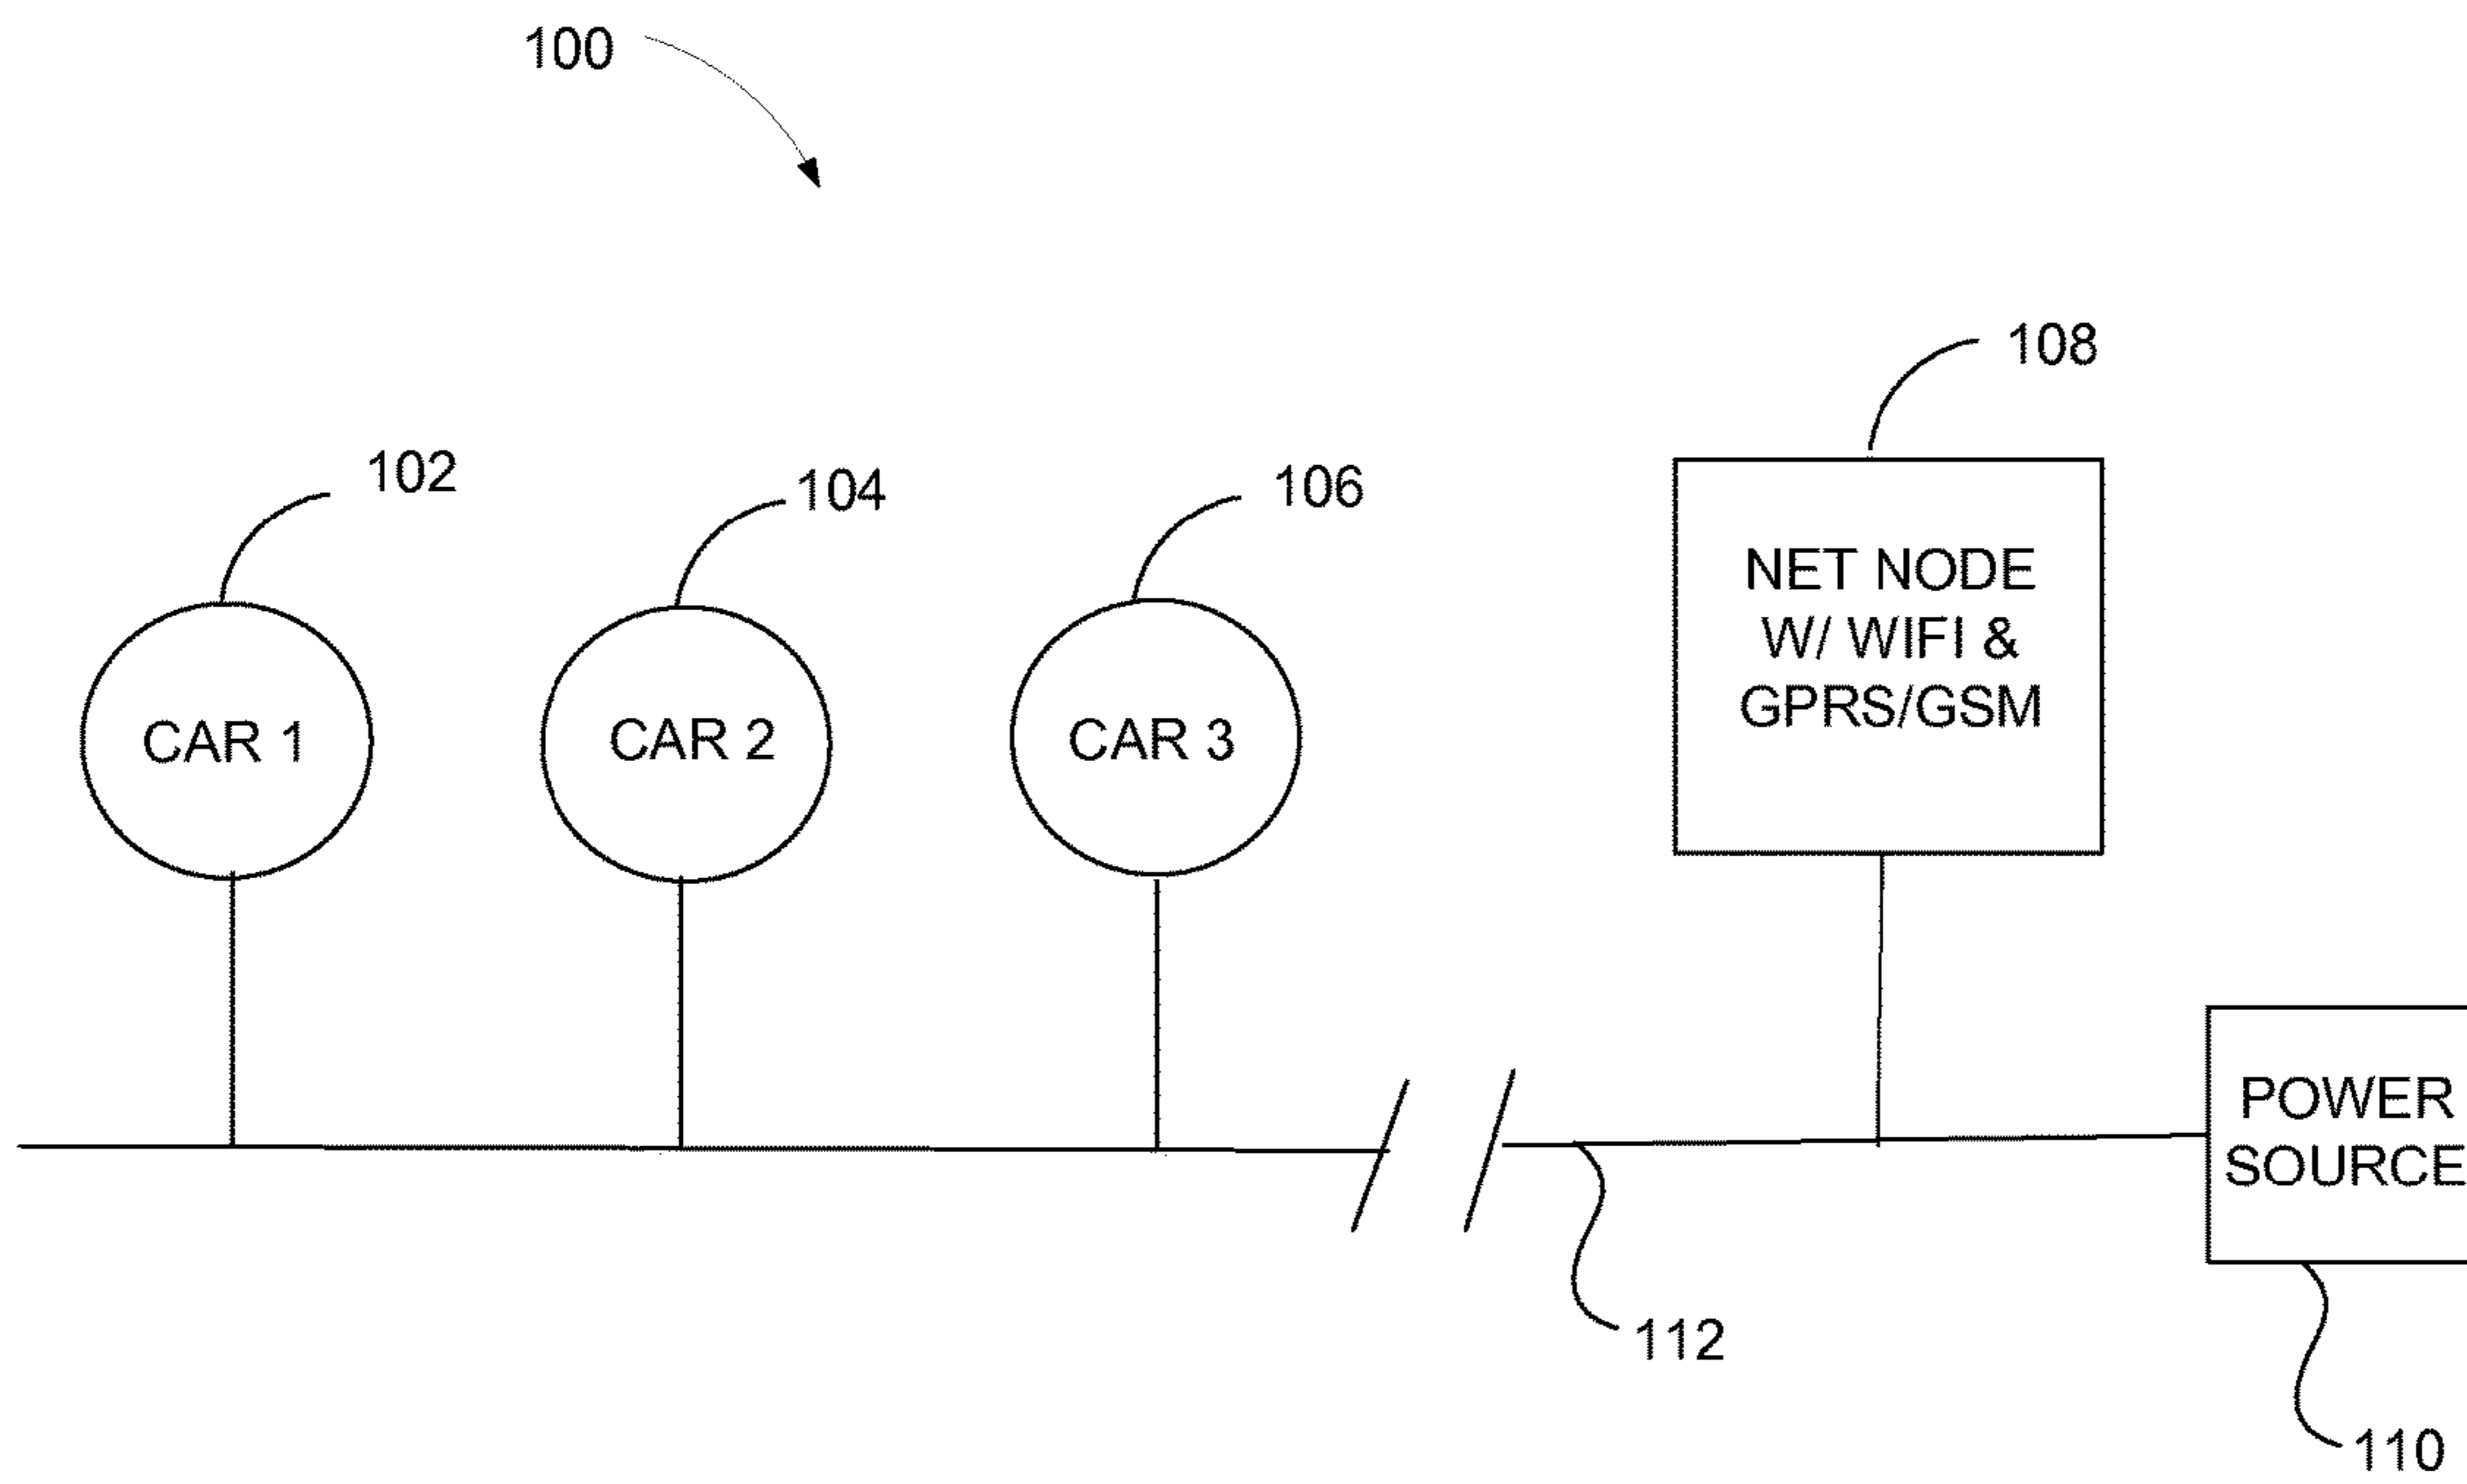 100
108
102
104
106
NET NODE
W/ WIFI &
GPRS/GSM
CAR 1
CAR 2
CAR 3
POWER
SOURCE
112
110